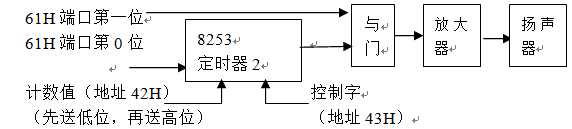 61H 端口第一位
61H 端口第 0 位
8253
定时器 2
与
门
放大
器
扬声
器
计数值（地址 42H）
（先送低位，再送高位）
控制字
（地址 43H）